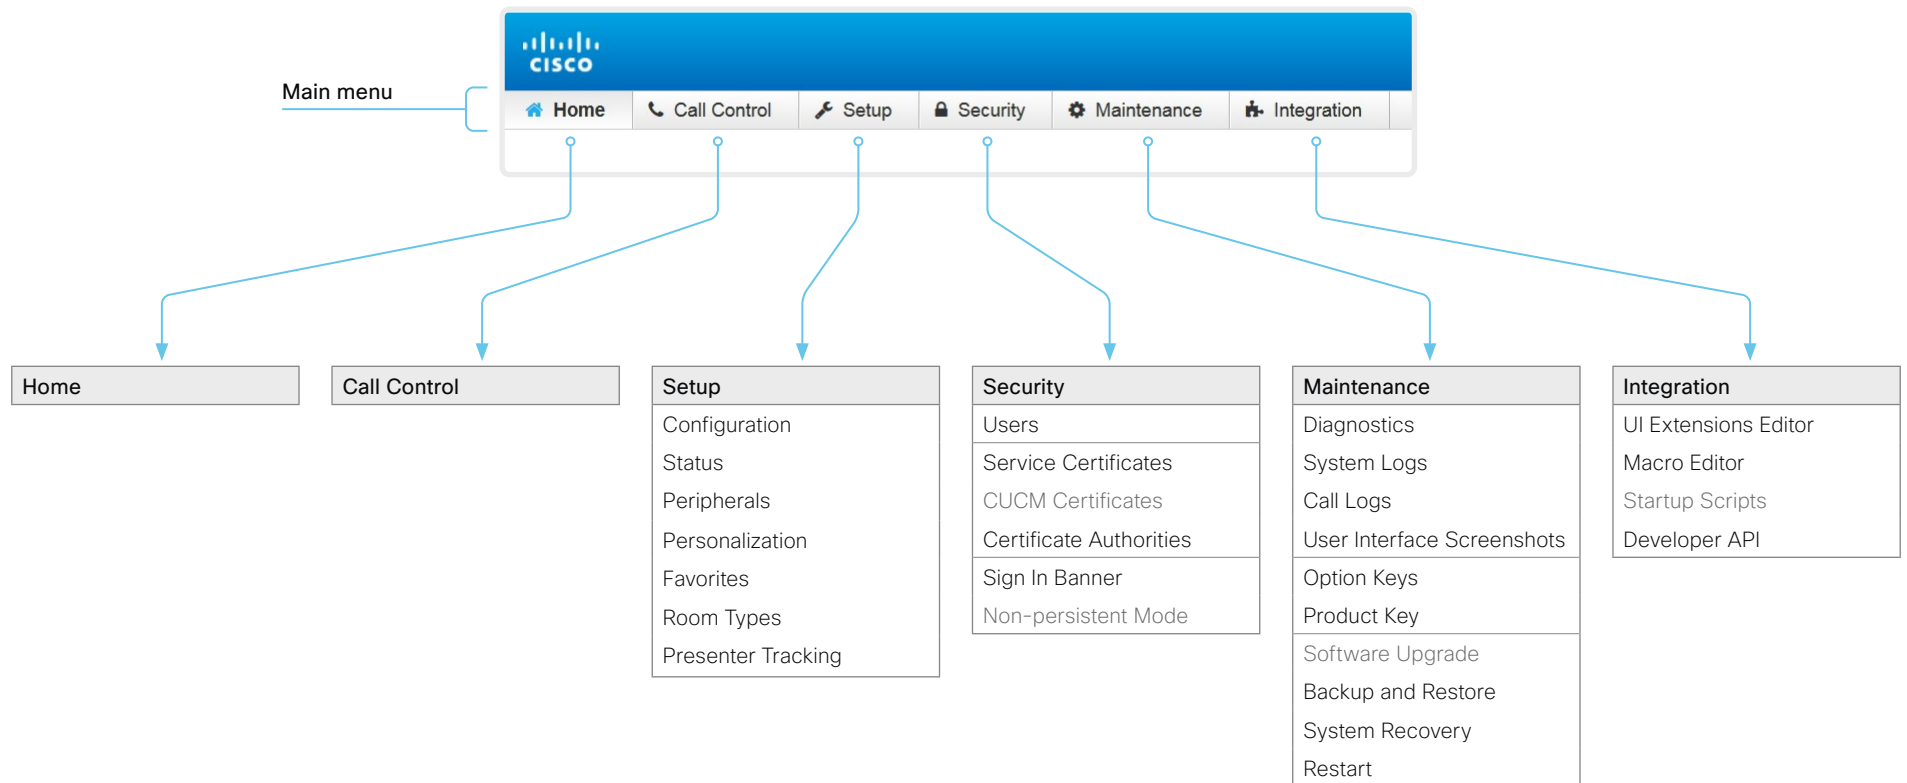 CISCO
Main menu
Home Call Control Setup Security Maintenance Integration
Home
Call Control
Setup
Configuration
Status
Peripherals
Personalization
Favorites
Room Types
Presenter Tracking
Security
Users
Service Certificates
CUCM Certificates
Certificate Authorities
Sign In Banner
Non-persistent Mode
Maintenance
Diagnostics
System Logs
Call Logs
User Interface Screenshots
Option Keys
Product Key
Software Upgrade
Backup and Restore
System Recovery
Restart
Integration
UI Extensions Editor
Macro Editor
Startup Scripts
Developer API